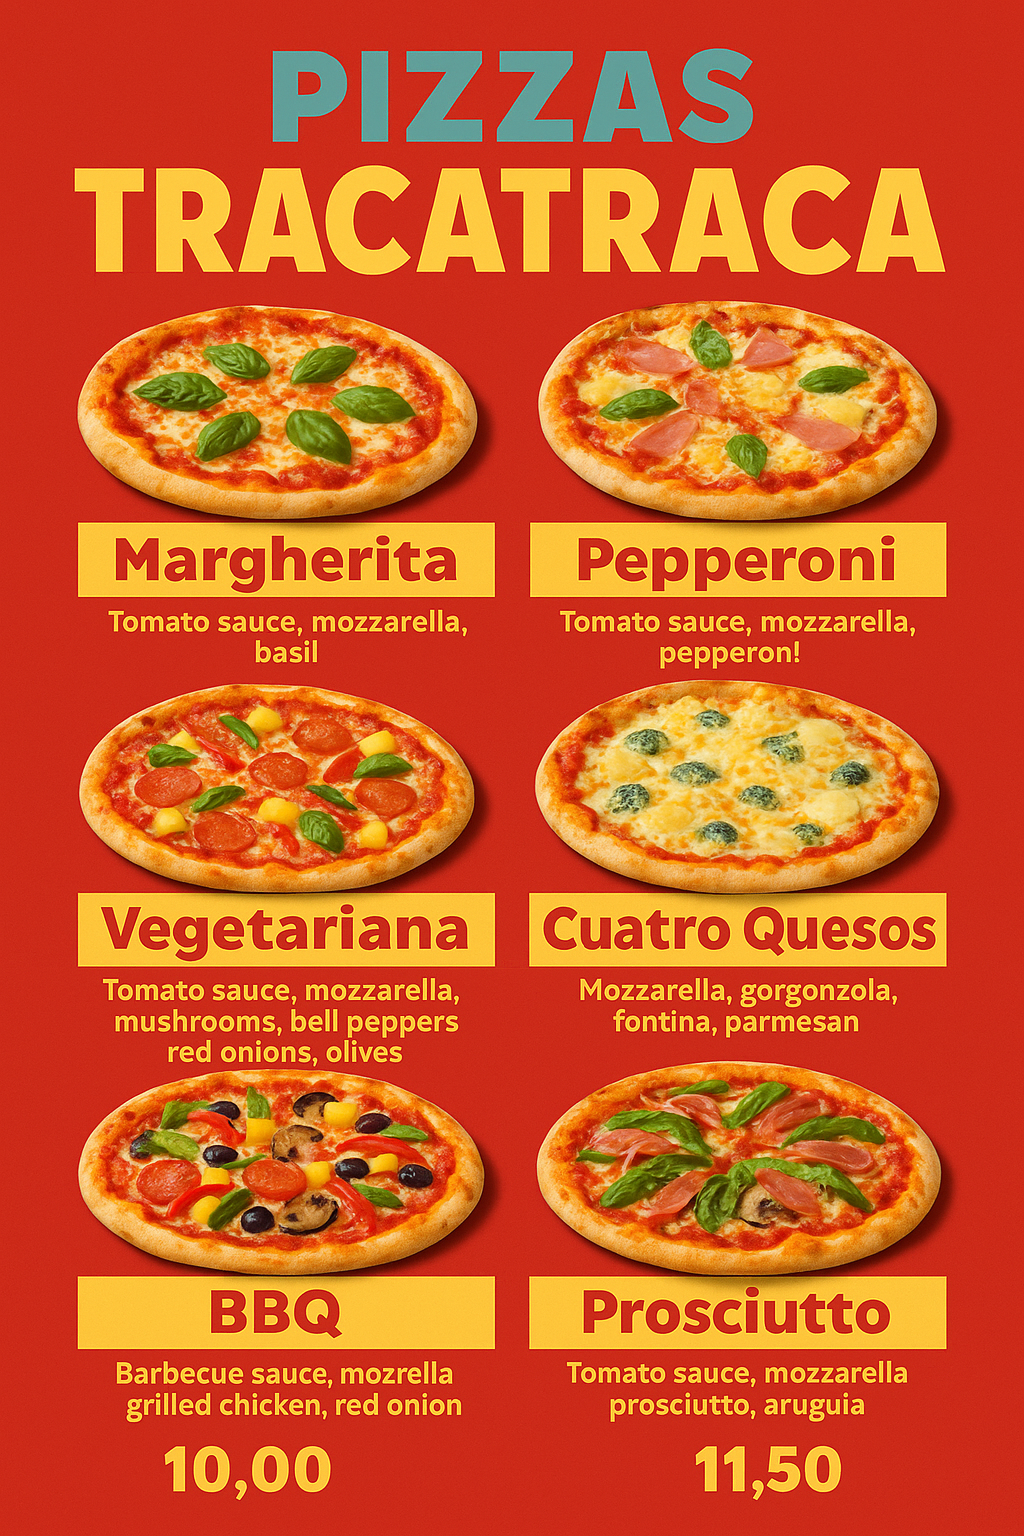 PIZZAS
TRACATRACA
Margherita
Tomato sauce, mozzarella,
basil
Pepperoni
Tomato sauce, mozzarella,
pepperon!
Vegetariana
Tomato sauce, mozzarella,
mushrooms, bell peppers
red onions, olives
Cuatro Quesos
Mozzarella, gorgonzola,
fontina, parmesan
BBQ
Barbecue sauce, mozrella
grilled chicken, red onion
10,00
Prosciutto
Tomato sauce, mozzarella
prosciutto, aruguia
11,50